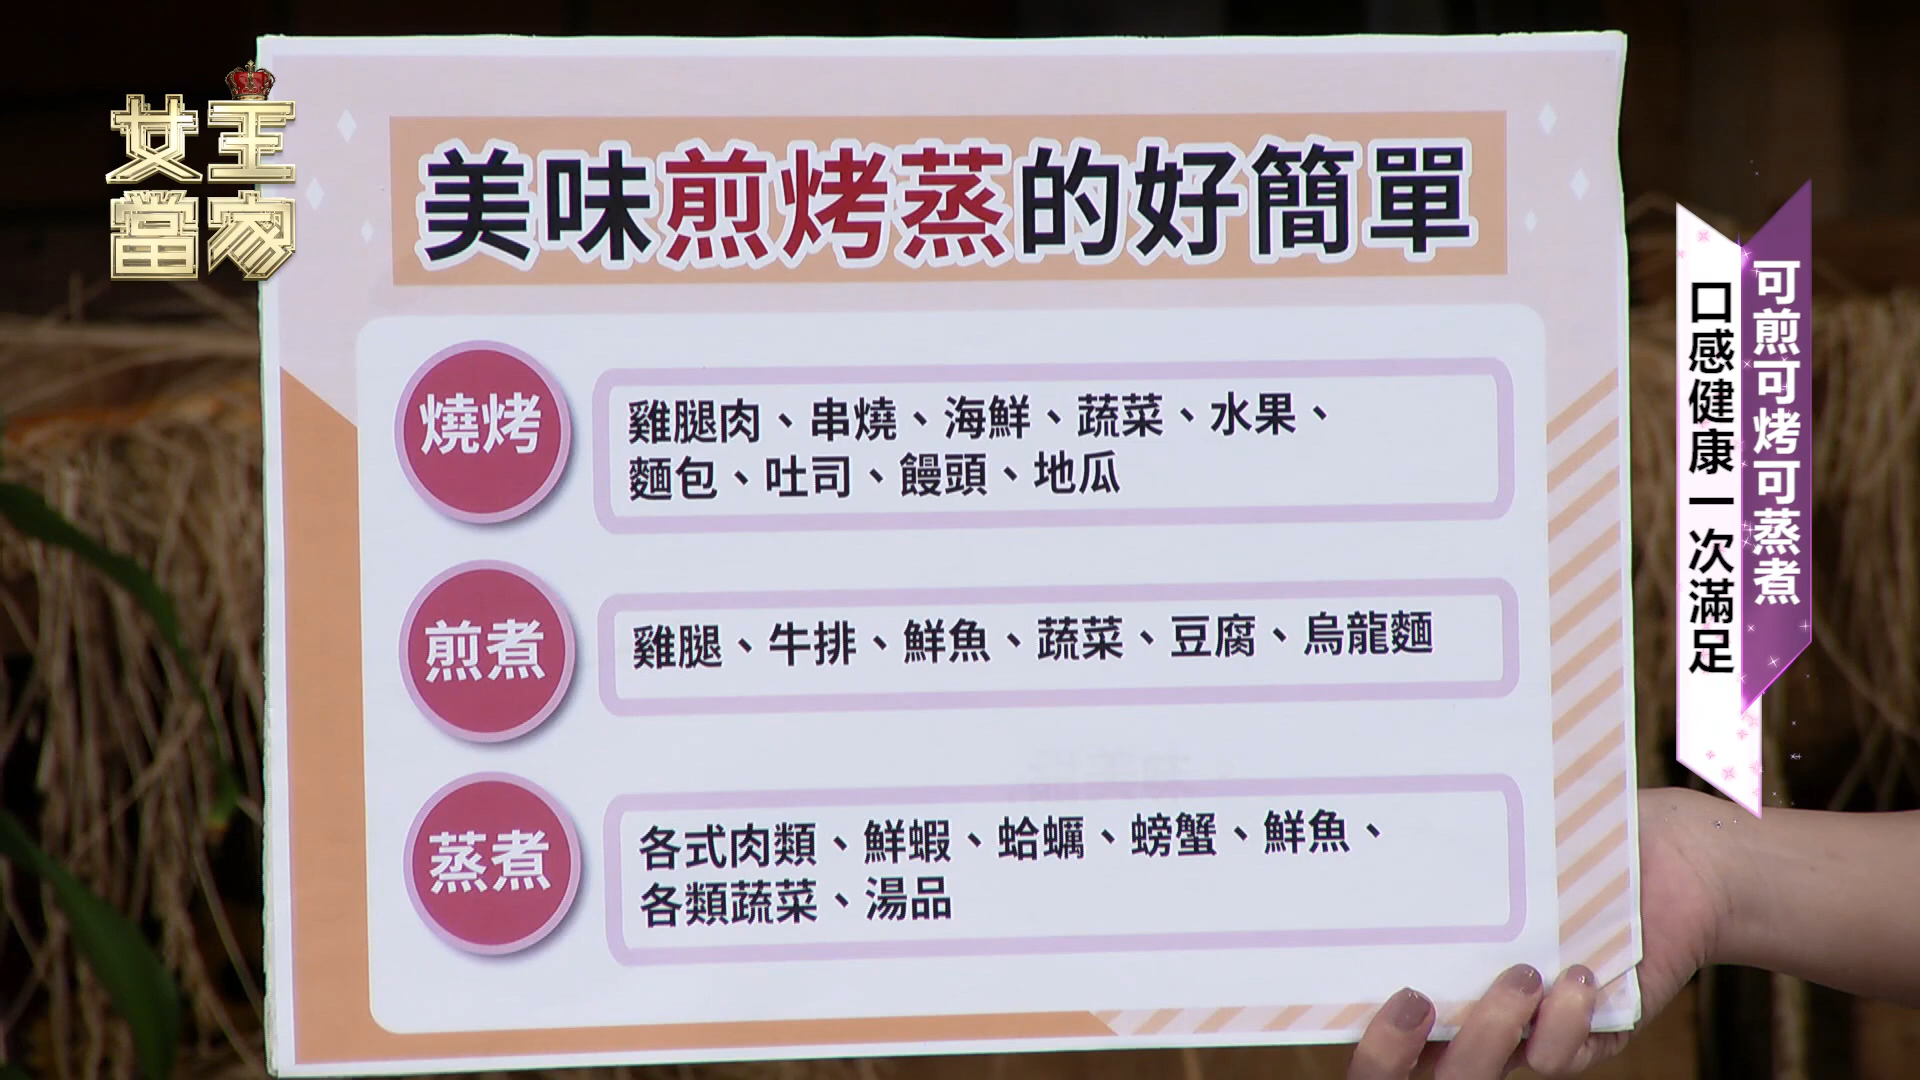 女王
當家
美味煎烤蒸的好簡單
燒烤
雞腿肉、串燒、海鮮、蔬菜、水果、
麵包、吐司、饅頭、地瓜
煎煮
雞腿、牛排、鮮魚、蔬菜、豆腐、烏龍麵
蒸煮
各式肉類、鮮蝦、蛤蠣、螃蟹、鮮魚、
各類蔬菜、湯品
可煎可烤可蒸煮
口感健康一次滿足